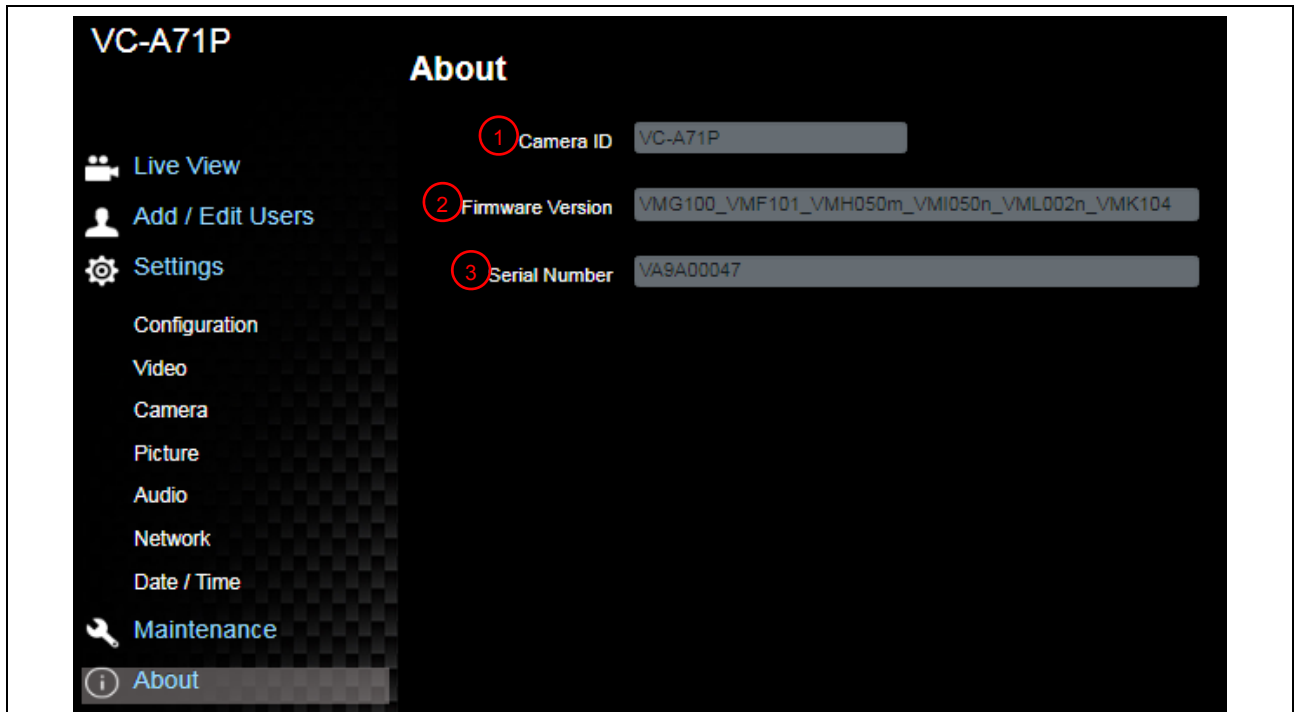 VC-A71P
About
1 Camera ID VC-A71P
Live View
2 Firmware Version VMG100_VMF101_VMH050m_VMI050n_VML002n_VMK104
Add / Edit Users
Settings
3 Serial Number VA9A00047
Configuration
Video
Camera
Picture
Audio
Network
Date / Time
Maintenance
About